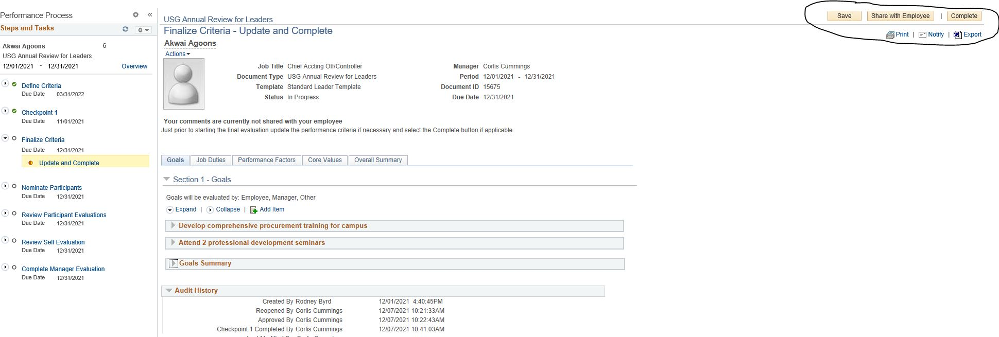 Performance Process
Steps and Tasks
Akwai Agoons 6
USG Annual Review for Leaders
12/01/2021 - 12/31/2021 Overview
Define Criteria
Due Date 03/31/2022
Checkpoint 1
Due Date 11/01/2021
Finalize Criteria
Due Date 12/31/2021
Update and Complete
Nominate Participants
Due Date 12/31/2021
Review Participant Evaluations
Due Date 12/31/2021
Review Self Evaluation
Due Date 12/31/2021
Complete Manager Evaluation
Due Date 12/31/2021
Save Share with Employee | Complete
Print | Notify | Export
USG Annual Review for Leaders
Finalize Criteria - Update and Complete
Akwai Agoons
Actions
Job Title Chief Accting Off/Controller Manager Corlis Cummings
Document Type USG Annual Review for Leaders Period 12/01/2021 - 12/31/2021
Template Standard Leader Template Document ID 15675
Status In Progress Due Date 12/31/2021
Your comments are currently not shared with your employee
Just prior to starting the final evaluation update the performance criteria if necessary and select the Complete button if applicable.
Goals Job Duties Performance Factors Core Values Overall Summary
Section 1 - Goals
Goals will be evaluated by: Employee, Manager, Other
Expand | Collapse | Add Item
Develop comprehensive procurement training for campus
Attend 2 professional development seminars
Goals Summary
Audit History
Created By Rodney Byrd 12/01/2021 4:40:45PM
Reopened By Corlis Cummings 12/07/2021 10:21:33AM
Approved By Corlis Cummings 12/07/2021 10:22:43AM
Checkpoint 1 Completed By Corlis Cummings 12/07/2021 10:41:03AM